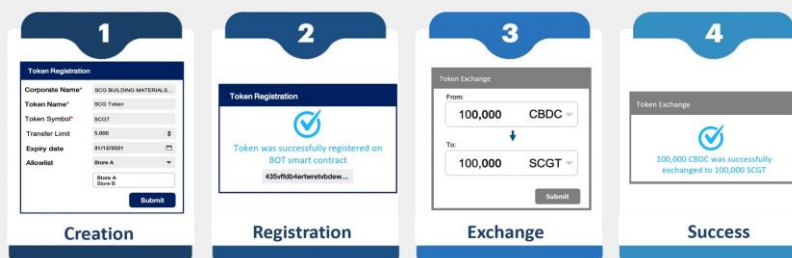 1
Token Registration
Corporate Name* SCG BUILDING MATERIALS...
Token Name* SCG Token
Token Symbol* SCGT
Transfer Limit 5,000
Expiry date 31/12/2021
Allowlist Store A
Store A
Store B
Submit
Creation
2
Token Registration
Token was successfully registered on
BOT smart contract
435vffdb4ertwretvbdew...
Registration
3
Token Exchange
From:
100,000 CBDC
To:
100,000 SCGT
Submit
Exchange
4
Token Exchange
100,000 CBDC was successfully
exchanged to 100,000 SCGT
Success